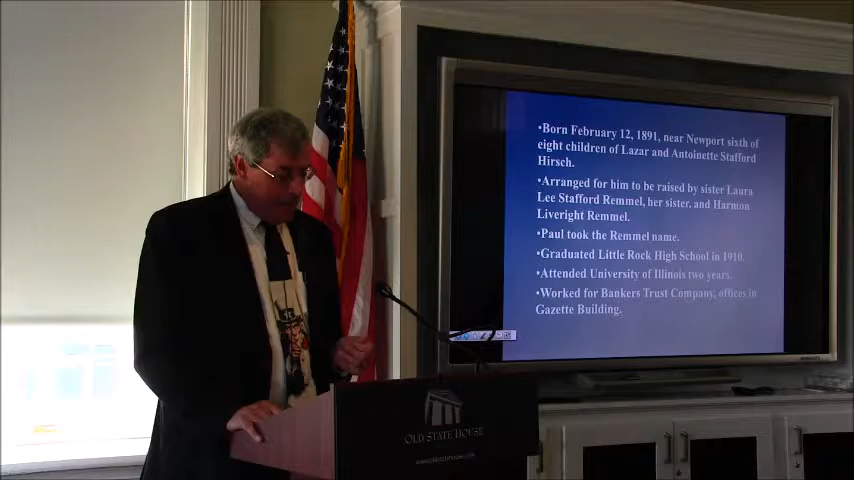 •Born February 12, 1891, near Newport sixth of
eight children of Lazar and Antoinette Stafford
Hirsch.
•Arranged for him to be raised by sister Laura
Lee Stafford Remmel, her sister, and Harmon
Liveright Remmel.
•Paul took the Remmel name.
•Graduated Little Rock High School in 1910.
•Attended University of Illinois two years.
•Worked for Bankers Trust Company, offices in
Gazette Building.
OLD STATE HOUSE